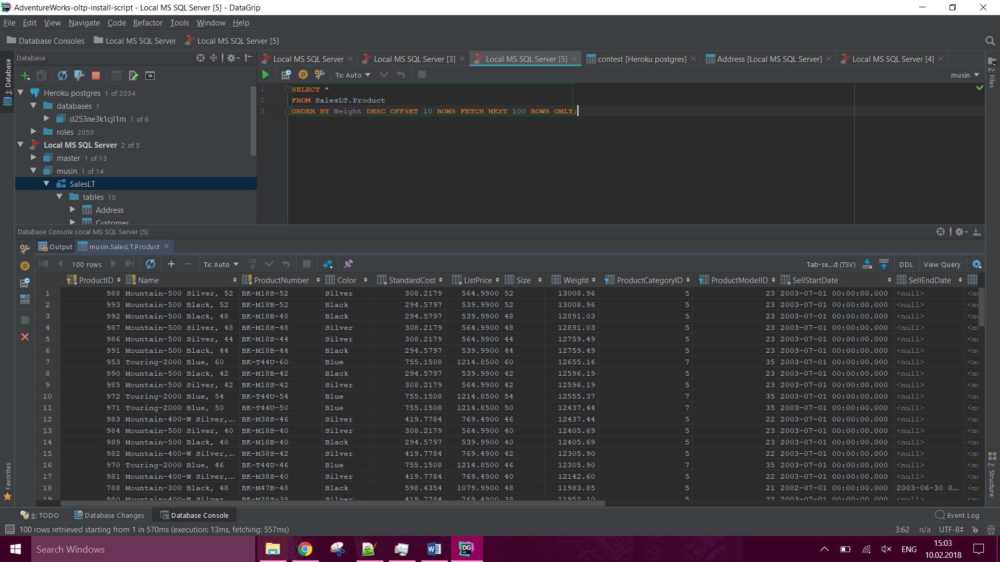 AdventureWorks-oltp-install-script - Local MS SQL Server [5] - DataGrip
File Edit View Navigate Code Refactor Tools Window Help
Database Consoles Local MS SQL Server Local MS SQL Server [5]
1: Database
Database
Heroku postgres 1 of 2034
databases 1
d253ne3k1cjl1m 1 of 6
roles 2050
Local MS SQL Server 2 of 5
master 1 of 13
musin 1 of 14
SalesLT
tables 10
Address
Customer
Local MS SQL Server Local MS SQL Server [3] Local MS SQL Server [5] contest [Heroku postgres] Address [Local MS SQL Server] Local MS SQL Server [4]
Tx: Auto musin
1 SELECT *
2 FROM SalesLT.Product
3 ORDER BY Weight DESC OFFSET 10 ROWS FETCH NEXT 100 ROWS ONLY;
2: Files
Database Console Local MS SQL Server [5]
Output musin.SalesLT.Product
100 rows Tx: Auto DB Tab-se...d (TSV) DDL View Query
ProductID Name ProductNumber Color StandardCost ListPrice Size Weight ProductCategoryID ProductModelID SellStartDate SellEndDate
1 988 Mountain-500 Silver, 52 BK-M18S-52 Silver 308.2179 564.9900 52 13008.96 5 23 2003-07-01 00:00:00.000 <null>
2 993 Mountain-500 Black, 52 BK-M18B-52 Black 294.5797 539.9900 52 13008.96 5 23 2003-07-01 00:00:00.000 <null>
3 992 Mountain-500 Black, 48 BK-M18B-48 Black 294.5797 539.9900 48 12891.03 5 23 2003-07-01 00:00:00.000 <null>
4 987 Mountain-500 Silver, 48 BK-M18S-48 Silver 308.2179 564.9900 48 12891.03 5 23 2003-07-01 00:00:00.000 <null>
5 986 Mountain-500 Silver, 44 BK-M18S-44 Silver 308.2179 564.9900 44 12759.49 5 23 2003-07-01 00:00:00.000 <null>
6 991 Mountain-500 Black, 44 BK-M18B-44 Black 294.5797 539.9900 44 12759.49 5 23 2003-07-01 00:00:00.000 <null>
7 953 Touring-2000 Blue, 60 BK-T44U-60 Blue 755.1508 1214.8500 60 12655.16 7 35 2003-07-01 00:00:00.000 <null>
8 990 Mountain-500 Black, 42 BK-M18B-42 Black 294.5797 539.9900 42 12596.19 5 23 2003-07-01 00:00:00.000 <null>
9 985 Mountain-500 Silver, 42 BK-M18S-42 Silver 308.2179 564.9900 42 12596.19 5 23 2003-07-01 00:00:00.000 <null>
10 972 Touring-2000 Blue, 54 BK-T44U-54 Blue 755.1508 1214.8500 54 12555.37 7 35 2003-07-01 00:00:00.000 <null>
11 971 Touring-2000 Blue, 50 BK-T44U-50 Blue 755.1508 1214.8500 50 12437.44 7 35 2003-07-01 00:00:00.000 <null>
12 983 Mountain-400-W Silver,... BK-M38S-46 Silver 419.7784 769.4900 46 12437.44 5 22 2003-07-01 00:00:00.000 <null>
13 984 Mountain-500 Silver, 40 BK-M18S-40 Silver 308.2179 564.9900 40 12405.69 5 23 2003-07-01 00:00:00.000 <null>
14 989 Mountain-500 Black, 40 BK-M18B-40 Black 294.5797 539.9900 40 12405.69 5 23 2003-07-01 00:00:00.000 <null>
15 982 Mountain-400-W Silver,... BK-M38S-42 Silver 419.7784 769.4900 42 12305.90 5 22 2003-07-01 00:00:00.000 <null>
16 970 Touring-2000 Blue, 46 BK-T44U-46 Blue 755.1508 1214.8500 46 12305.90 7 35 2003-07-01 00:00:00.000 <null>
17 981 Mountain-400-W Silver,... BK-M38S-40 Silver 419.7784 769.4900 40 12142.60 5 22 2003-07-01 00:00:00.000 <null>
18 788 Mountain-300 Black, 48 BK-M47B-48 Black 598.4354 1079.9900 48 11983.85 5 21 2002-07-01 00:00:00.000 2003-06-30 0...
19 980 Mountain-400-W Silver BK-M38S-38 Silver 419.7784 769.4900 38 11952.10 5 22 2003-07-01 00:00:00.000 <null>
Favorites
7: Structure
6: TODO Database Changes Database Console Event Log
100 rows retrieved starting from 1 in 570ms (execution: 13ms, fetching: 557ms) 3:62 n/a UTF-8
Search Windows
ENG 15:03
10.02.2018